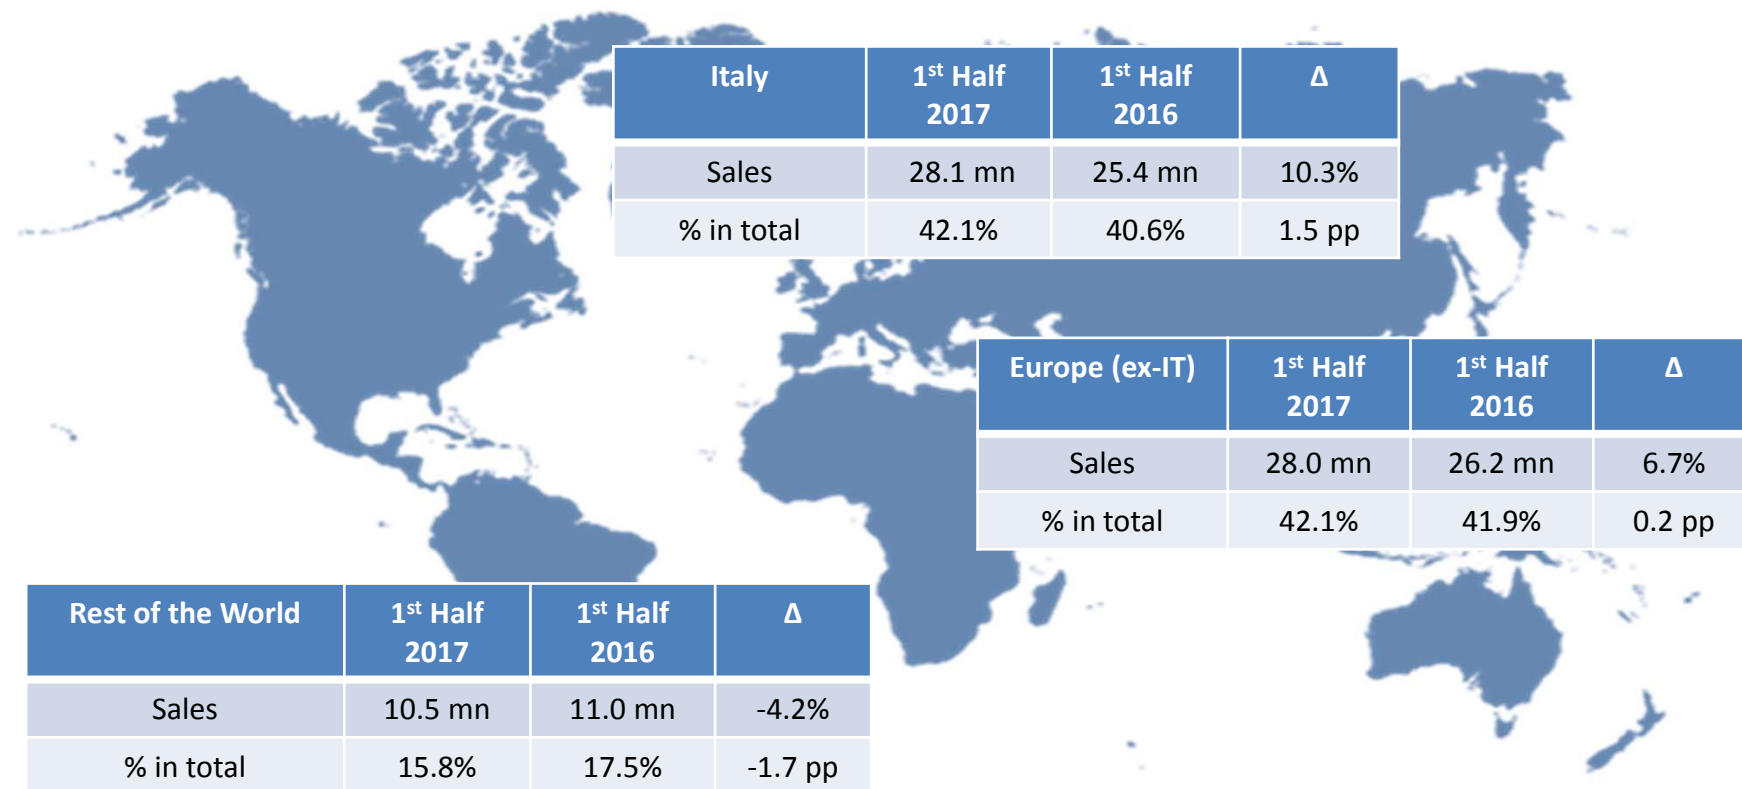 Italy 1st Half 2017 1st Half 2016 Δ
Sales 28.1 mn 25.4 mn 10.3%
% in total 42.1% 40.6% 1.5 pp
Europe (ex-IT) 1st Half 2017 1st Half 2016 Δ
Sales 28.0 mn 26.2 mn 6.7%
% in total 42.1% 41.9% 0.2 pp
Rest of the World 1st Half 2017 1st Half 2016 Δ
Sales 10.5 mn 11.0 mn -4.2%
% in total 15.8% 17.5% -1.7 pp